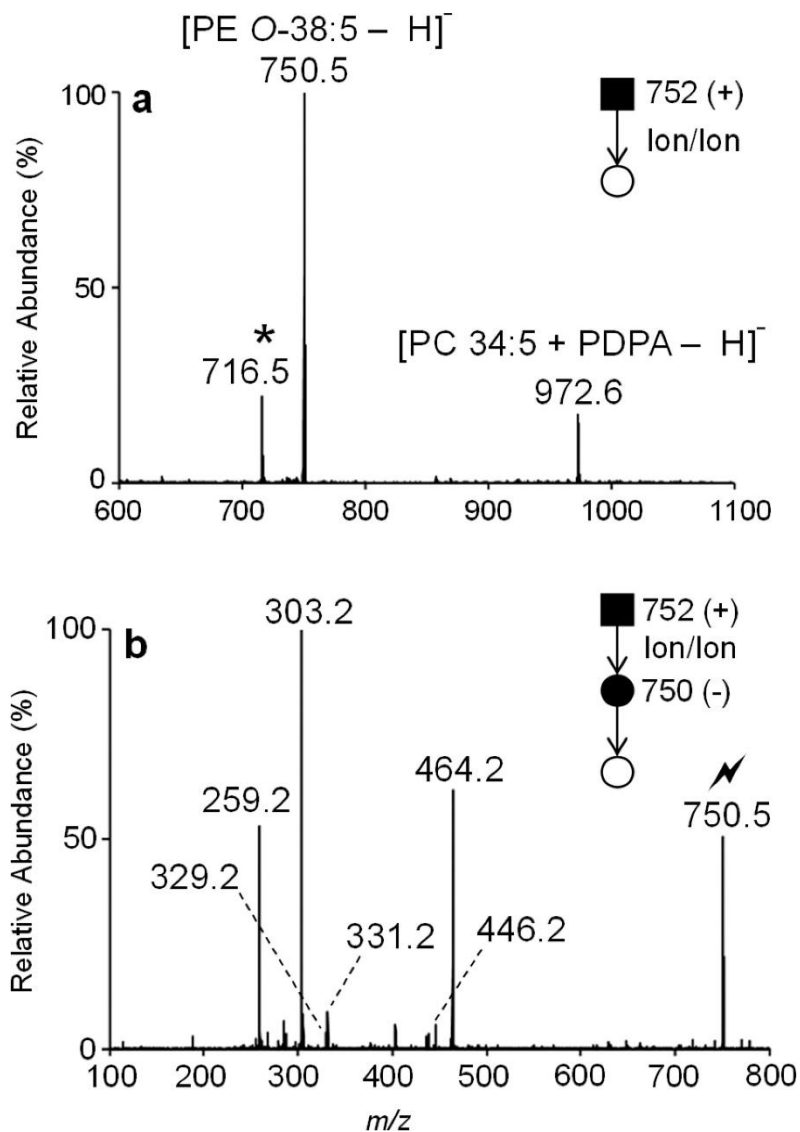 [PE O-38:5 – H]⁻
750.5
a
752 (+)
Ion/Ion
*
716.5
[PC 34:5 + PDPA – H]⁻
972.6
Relative Abundance (%)
100
50
0
600 700 800 900 1000 1100
b
303.2
752 (+)
Ion/Ion
750 (-)
464.2
750.5
259.2
329.2
331.2
446.2
Relative Abundance (%)
100
50
0
100 200 300 400 500 600 700 800
m/z